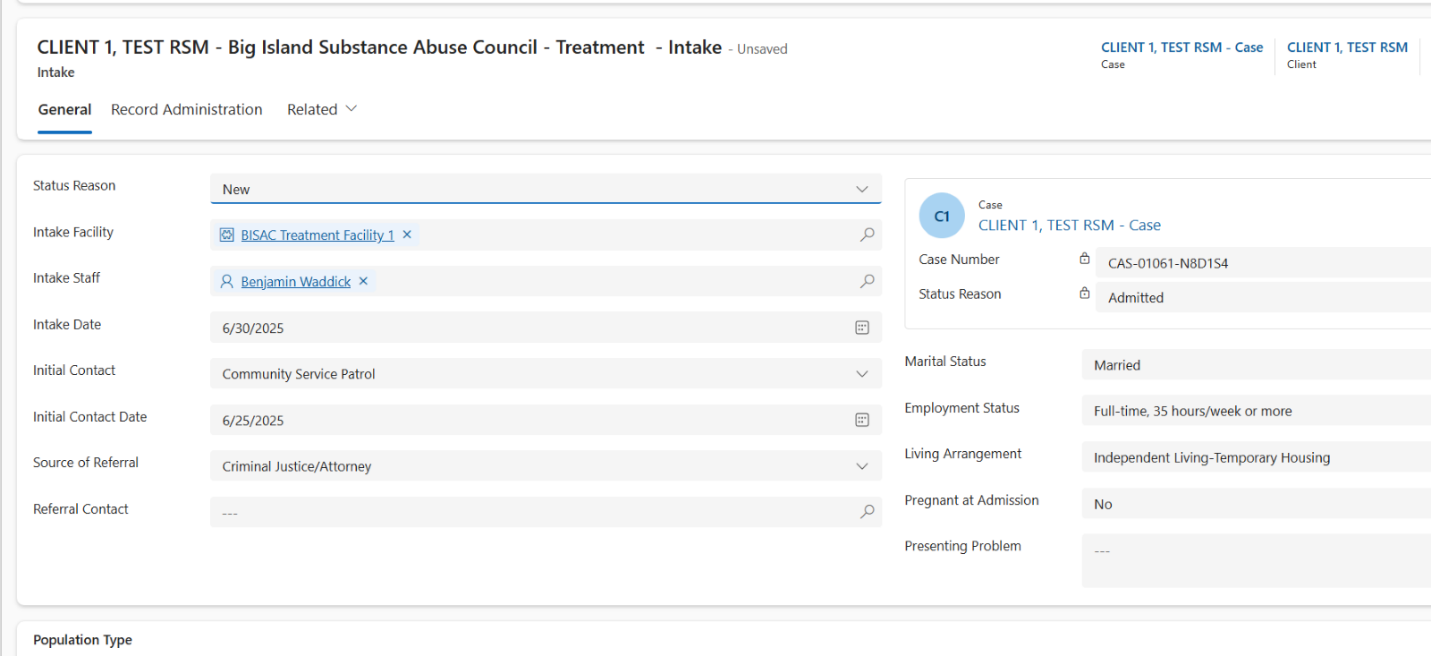 CLIENT 1, TEST RSM - Big Island Substance Abuse Council - Treatment - Intake - Unsaved
Intake
CLIENT 1, TEST RSM - Case
Case
CLIENT 1, TEST RSM
Client
General Record Administration Related
Status Reason New
Intake Facility BISAC Treatment Facility 1
Intake Staff Benjamin Waddick
Intake Date 6/30/2025
Initial Contact Community Service Patrol
Initial Contact Date 6/25/2025
Source of Referral Criminal Justice/Attorney
Referral Contact ---
C1
Case
CLIENT 1, TEST RSM - Case
Case Number CAS-01061-N8D1S4
Status Reason Admitted
Marital Status Married
Employment Status Full-time, 35 hours/week or more
Living Arrangement Independent Living-Temporary Housing
Pregnant at Admission No
Presenting Problem ---
Population Type